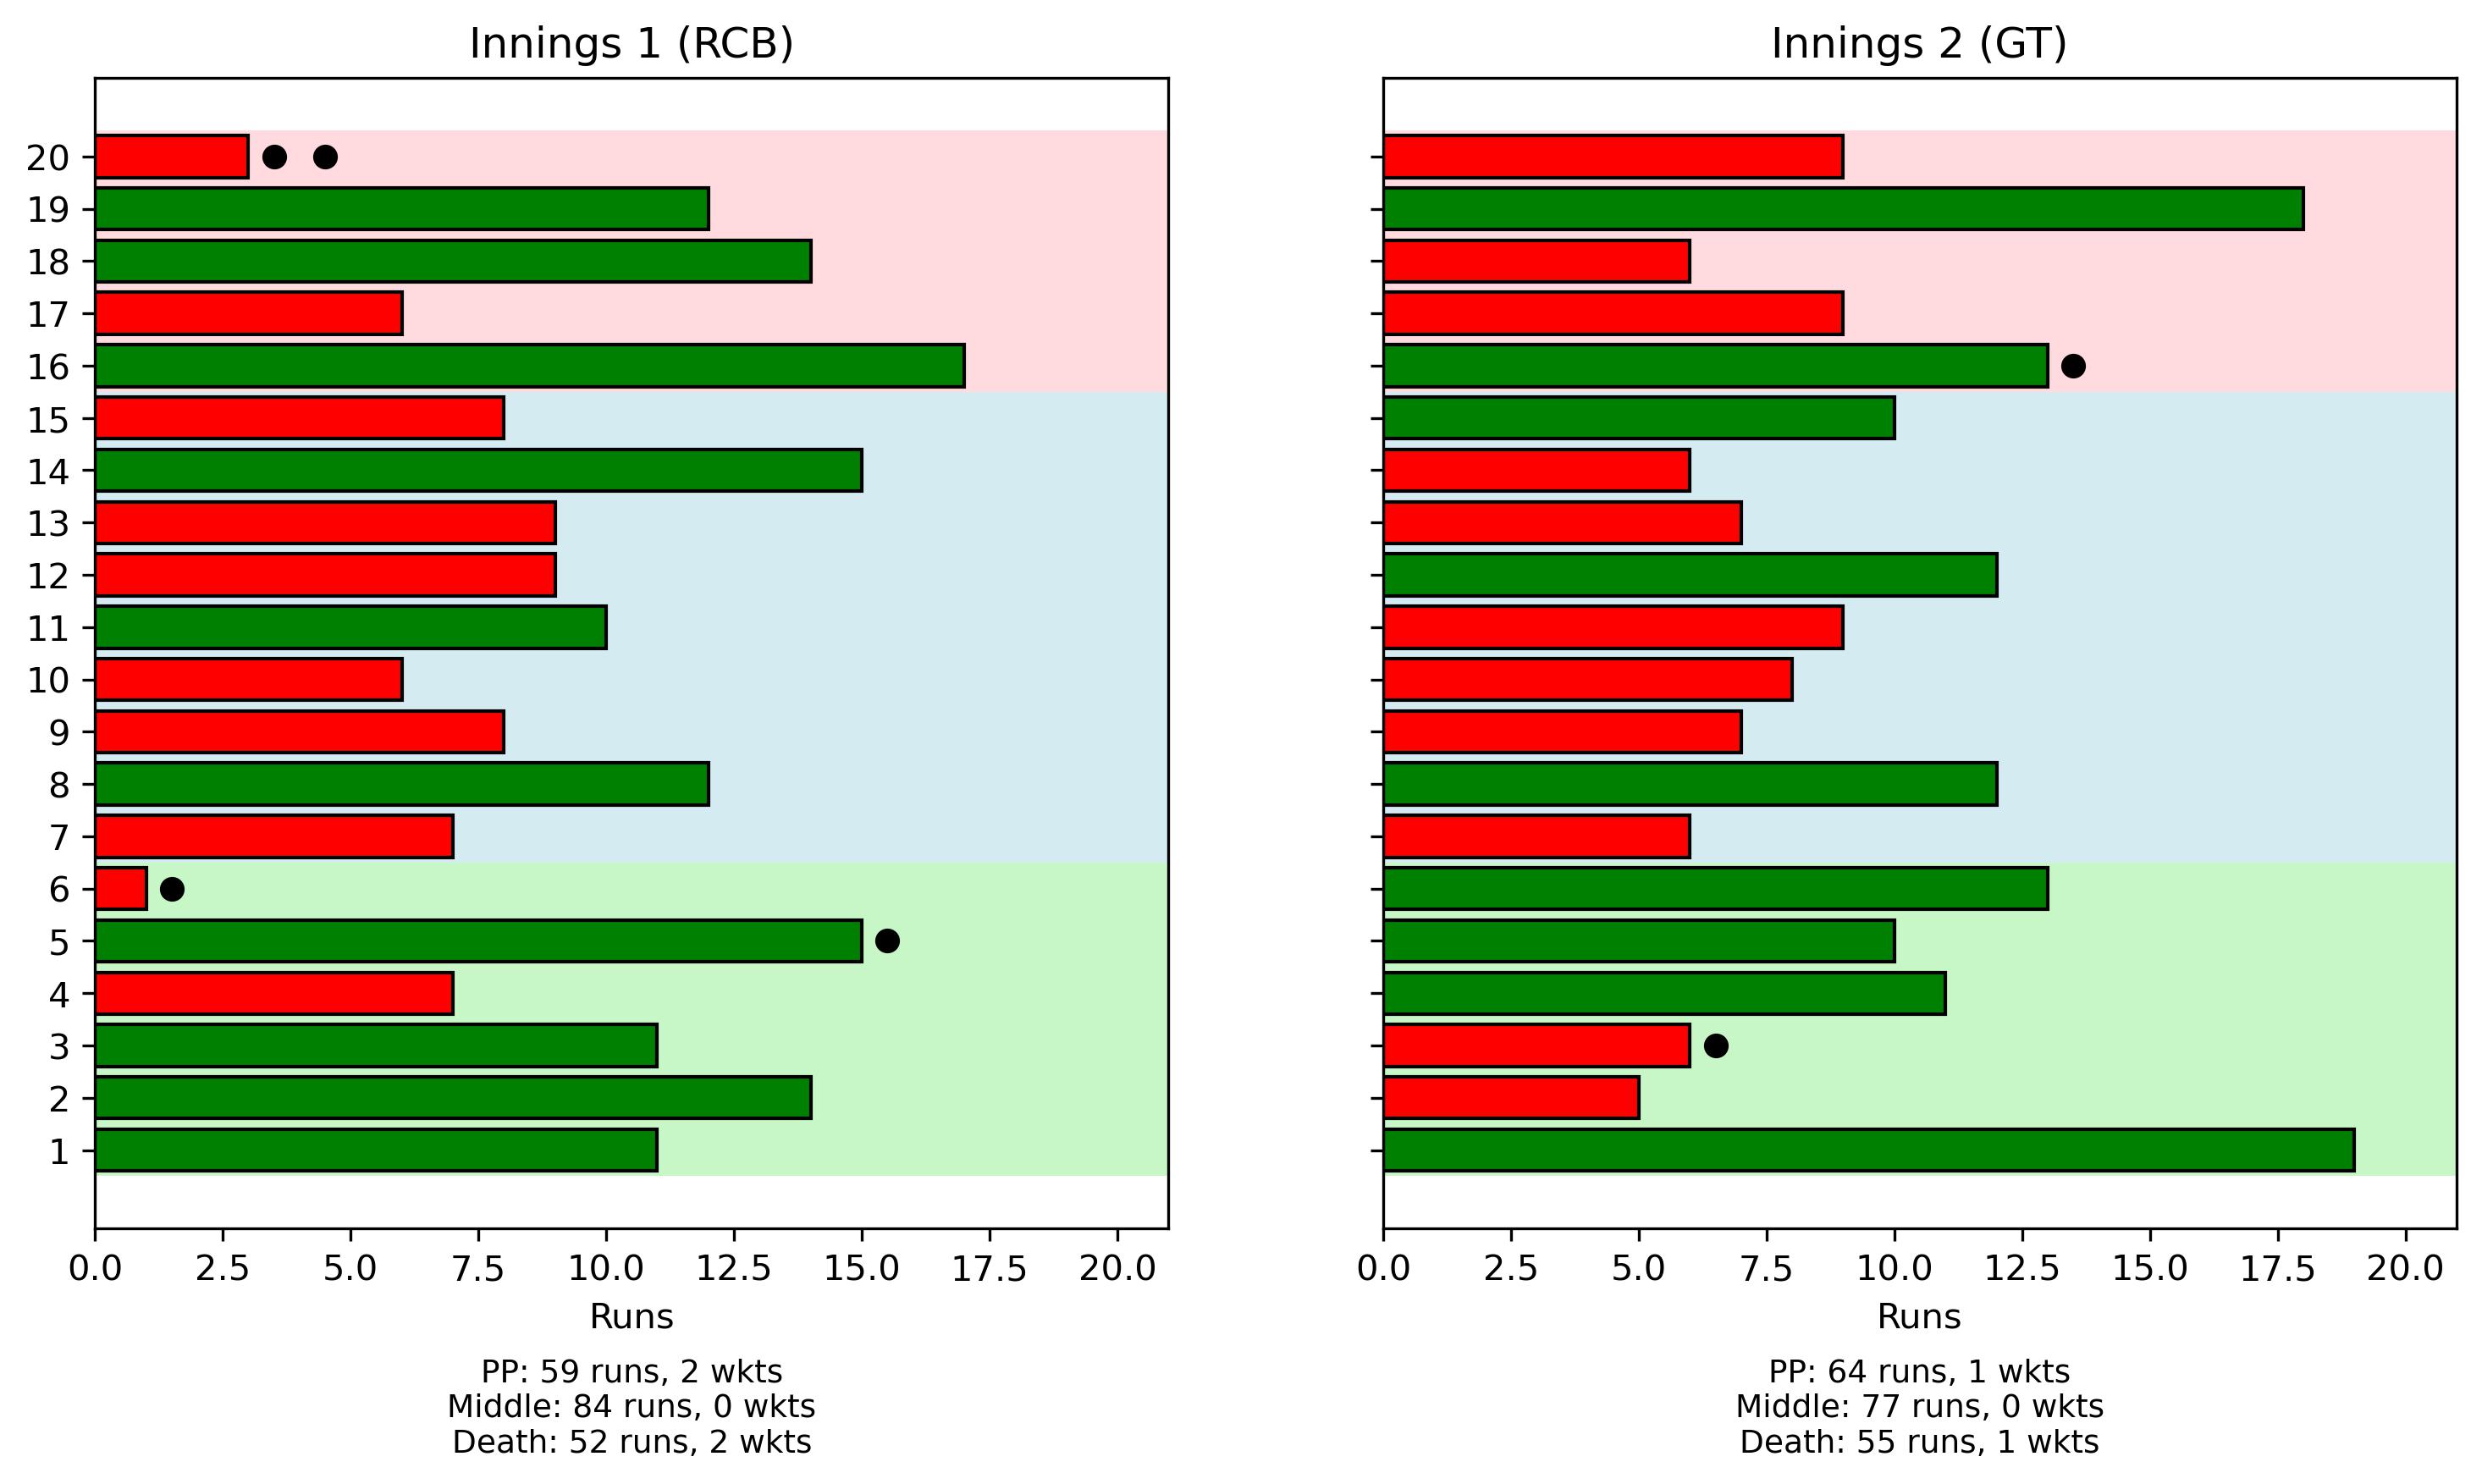 Innings 1 (RCB)
20
19
18
17
16
15
14
13
12
11
10
9
8
7
6
5
4
3
2
1
0.0 2.5 5.0 7.5 10.0 12.5 15.0 17.5 20.0
Runs
PP: 59 runs, 2 wkts
Middle: 84 runs, 0 wkts
Death: 52 runs, 2 wkts
Innings 2 (GT)
0.0 2.5 5.0 7.5 10.0 12.5 15.0 17.5 20.0
Runs
PP: 64 runs, 1 wkts
Middle: 77 runs, 0 wkts
Death: 55 runs, 1 wkts